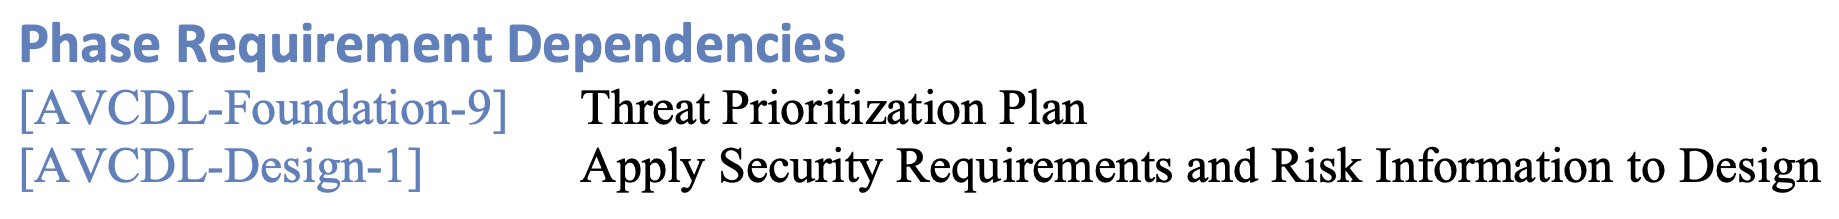 Phase Requirement Dependencies
[AVCDL-Foundation-9] Threat Prioritization Plan
[AVCDL-Design-1] Apply Security Requirements and Risk Information to Design